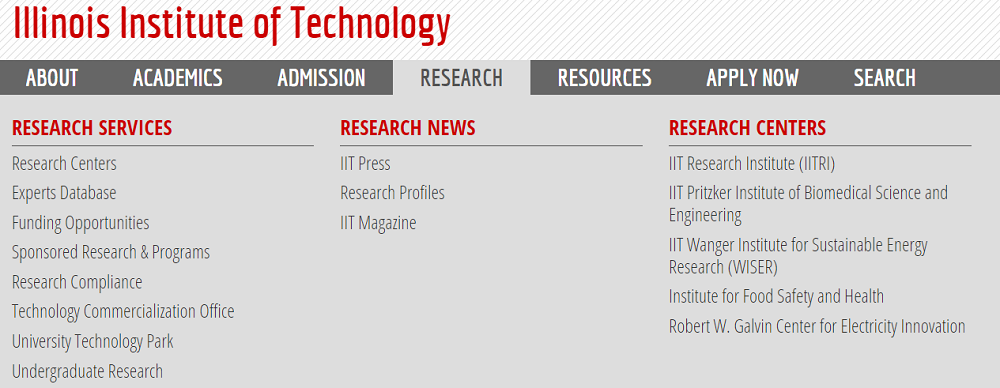 Illinois Institute of Technology
ABOUT ACADEMICS ADMISSION RESEARCH RESOURCES APPLY NOW SEARCH
RESEARCH SERVICES
Research Centers
Experts Database
Funding Opportunities
Sponsored Research & Programs
Research Compliance
Technology Commercialization Office
University Technology Park
Undergraduate Research
RESEARCH NEWS
IIT Press
Research Profiles
IIT Magazine
RESEARCH CENTERS
IIT Research Institute (IITRI)
IIT Pritzker Institute of Biomedical Science and
Engineering
IIT Wanger Institute for Sustainable Energy
Research (WISER)
Institute for Food Safety and Health
Robert W. Galvin Center for Electricity Innovation